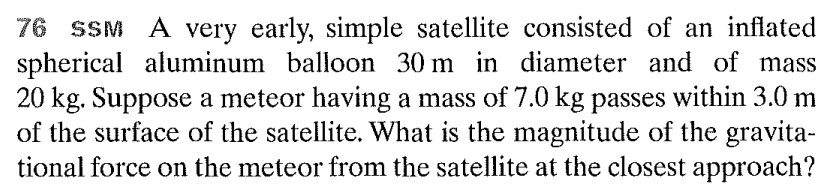 76 SSM A very early, simple satellite consisted of an inflated
spherical aluminum balloon 30 m in diameter and of mass
20 kg. Suppose a meteor having a mass of 7.0 kg passes within 3.0 m
of the surface of the satellite. What is the magnitude of the gravita-
tional force on the meteor from the satellite at the closest approach?